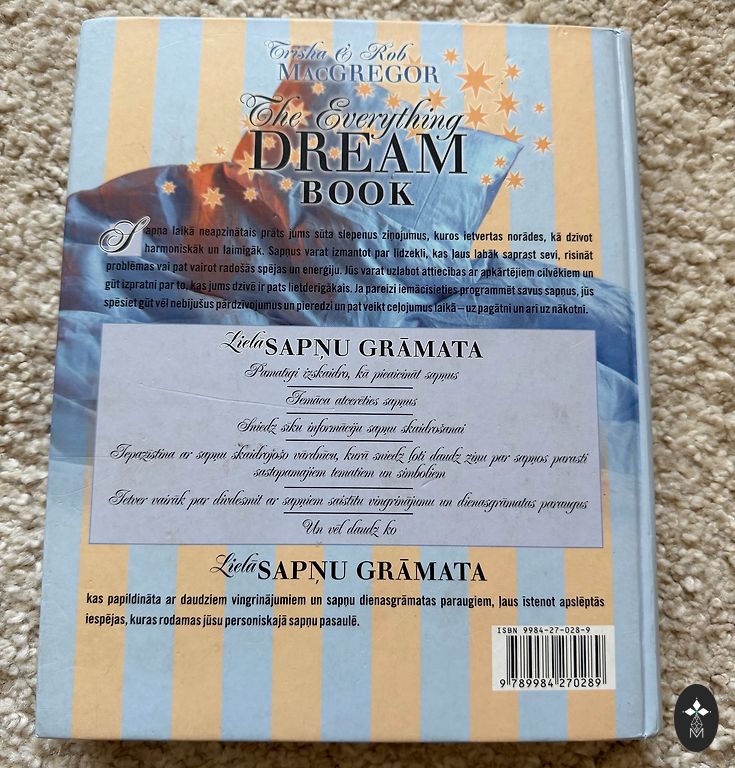 Trisha & Rob
MACGREGOR
The Everything
DREAM
BOOK
Sapņa laikā neapzinātais prāts jums sūta slepenus ziņojumus, kuros ietvertas norādes, kā dzīvot
harmoniskāk un laimīgāk. Sapņus varat izmantot par līdzekli, kas ļaus labāk saprast sevi, risināt
problēmas vai pat vairot radošās spējas un enerģiju. Jūs varat uzlabot attiecības ar apkārtējiem cilvēkiem un
gūt izpratni par to, kas jums dzīvē ir pats lietderīgākais. Ja pareizi iemācīsieties programmēt savus sapņus, jūs
spēsiet gūt vēl nebijušus pārdzīvojumus un pieredzi un pat veikt ceļojumus laikā – uz pagātni un arī uz nākotni.
Lielā SAPŅU GRĀMATA
Pamatīgi izskaidro, kā pieaicināt sapņus
Iemāca atcerēties sapņus
Sniedz sīku informāciju sapņu skaidrošanai
Iepazīstina ar sapņu skaidrojošo vārdnīcu, kurā sniedz ļoti daudz ziņu par sapņos parasti
sastopamajiem tematiem un simboliem
Ietver vairāk par divdesmit ar sapņiem saistītu vingrinājumu un dienasgrāmatas paraugus
Un vēl daudz ko
Lielā SAPŅU GRĀMATA
kas papildināta ar daudziem vingrinājumiem un sapņu dienasgrāmatas paraugiem, ļaus īstenot apslēptās
iespējas, kuras rodamas jūsu personiskajā sapņu pasaulē.
ISBN 9984-27-028-9
9 789984 270289
M